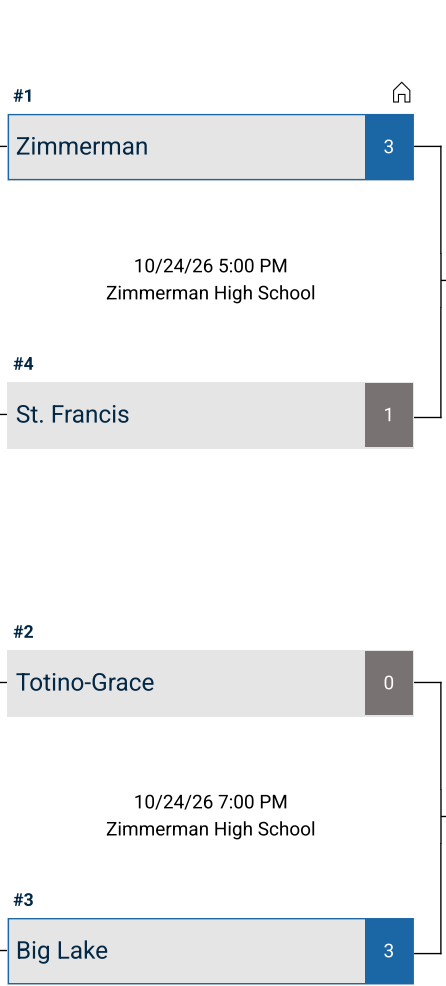 #1
Zimmerman
3
10/24/26 5:00 PM
Zimmerman High School
#4
St. Francis
1
#2
Totino-Grace
0
10/24/26 7:00 PM
Zimmerman High School
#3
Big Lake
3